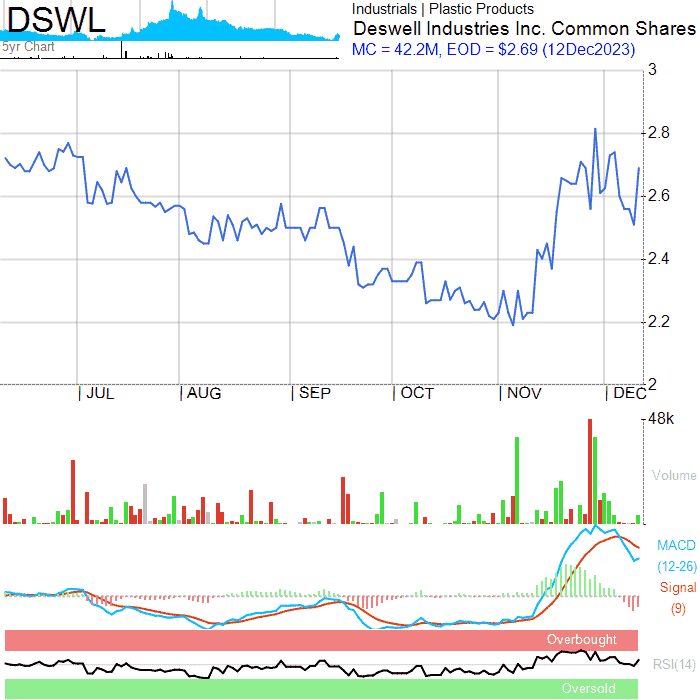 DSWL
5yr Chart
Industrials | Plastic Products
Deswell Industries Inc. Common Shares
MC = 42.2M, EOD = $2.69 (12Dec2023)
3
2.8
2.6
2.4
2.2
2
| JUL | AUG | SEP | OCT | NOV | DEC
48k
Volume
MACD
(12-26)
Signal
(9)
Overbought
RSI(14)
Oversold